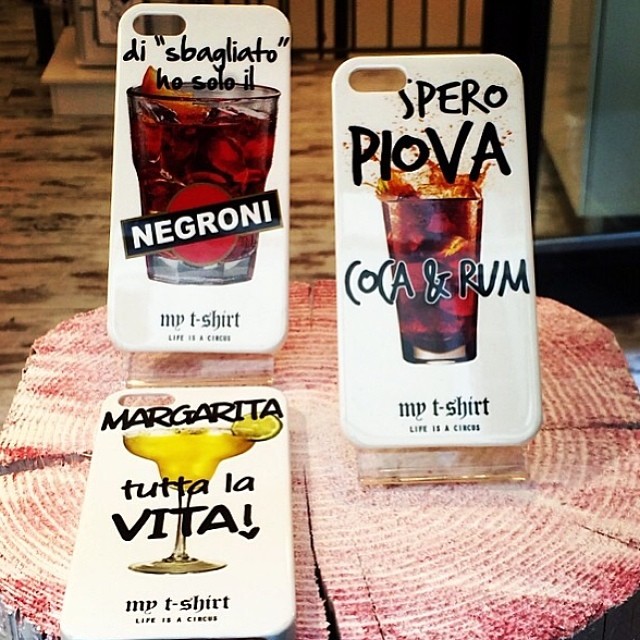 di "sbagliato"
ho solo il
NEGRONI
my t-shirt
LIFE IS A CIRCUS
SPERO
PIOVA
COCA & RUM
my t-shirt
LIFE IS A CIRCUS
MARGARITA
tutta la
VITA!
my t-shirt
LIFE IS A CIRCUS